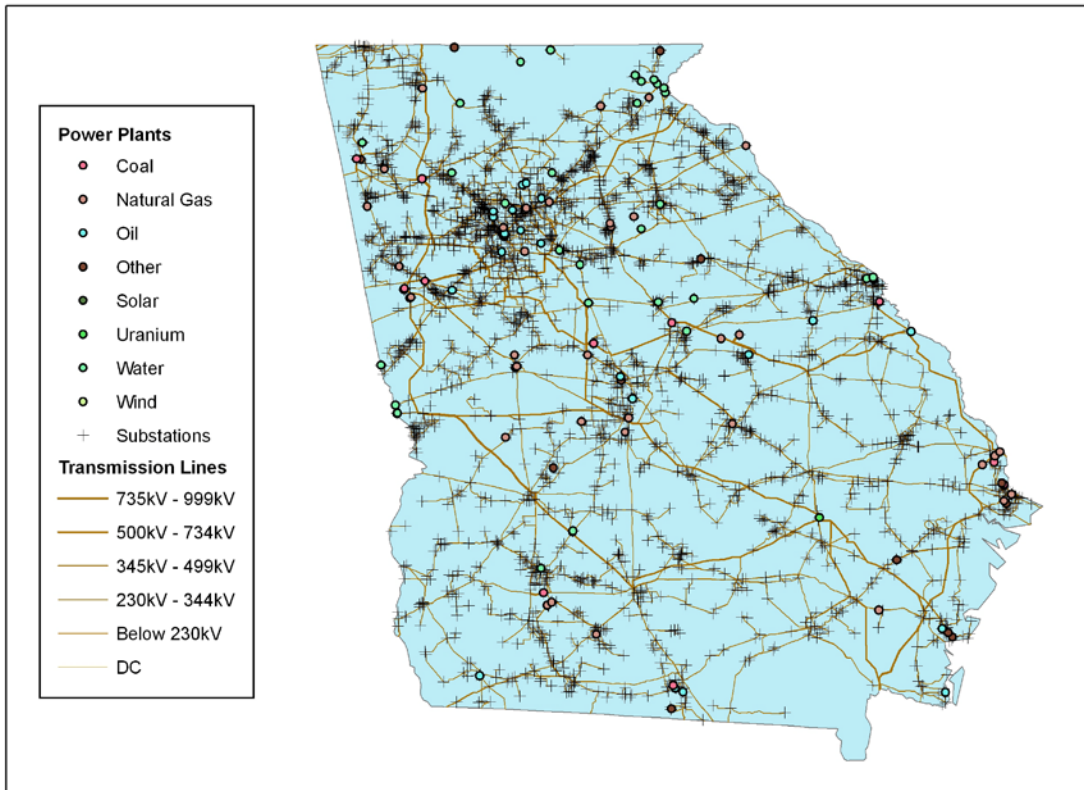 Power Plants
Coal
Natural Gas
Oil
Other
Solar
Uranium
Water
Wind
Substations
Transmission Lines
735kV - 999kV
500kV - 734kV
345kV - 499kV
230kV - 344kV
Below 230kV
DC